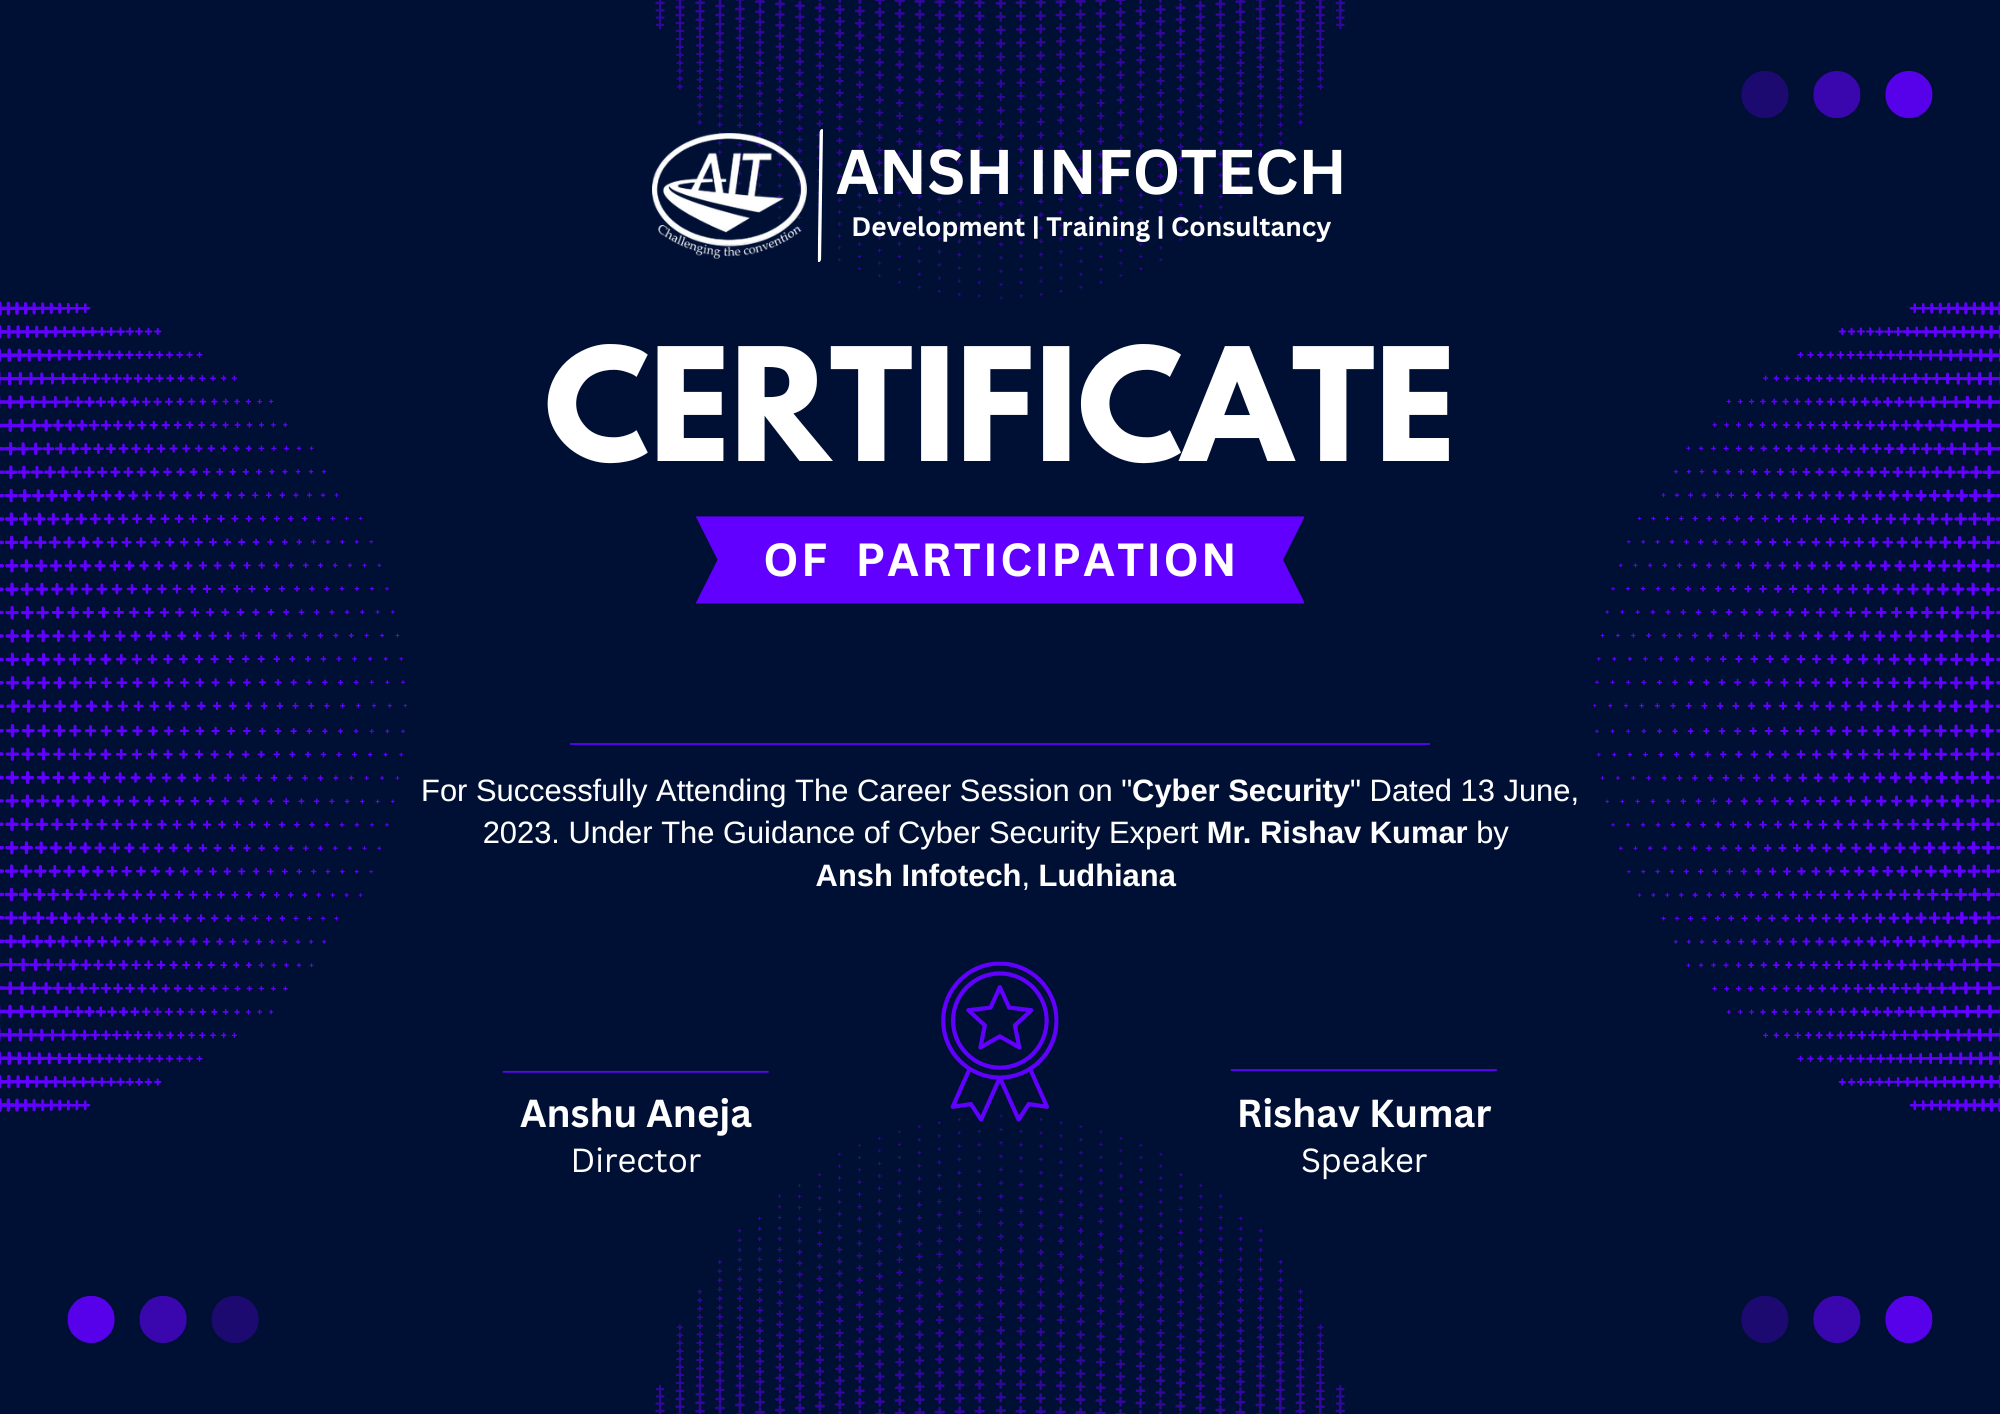 AIT
Challenging the convention
ANSH INFOTECH
Development | Training | Consultancy
CERTIFICATE
OF PARTICIPATION
For Successfully Attending The Career Session on "Cyber Security" Dated 13 June,
2023. Under The Guidance of Cyber Security Expert Mr. Rishav Kumar by
Ansh Infotech, Ludhiana
Anshu Aneja
Director
Rishav Kumar
Speaker